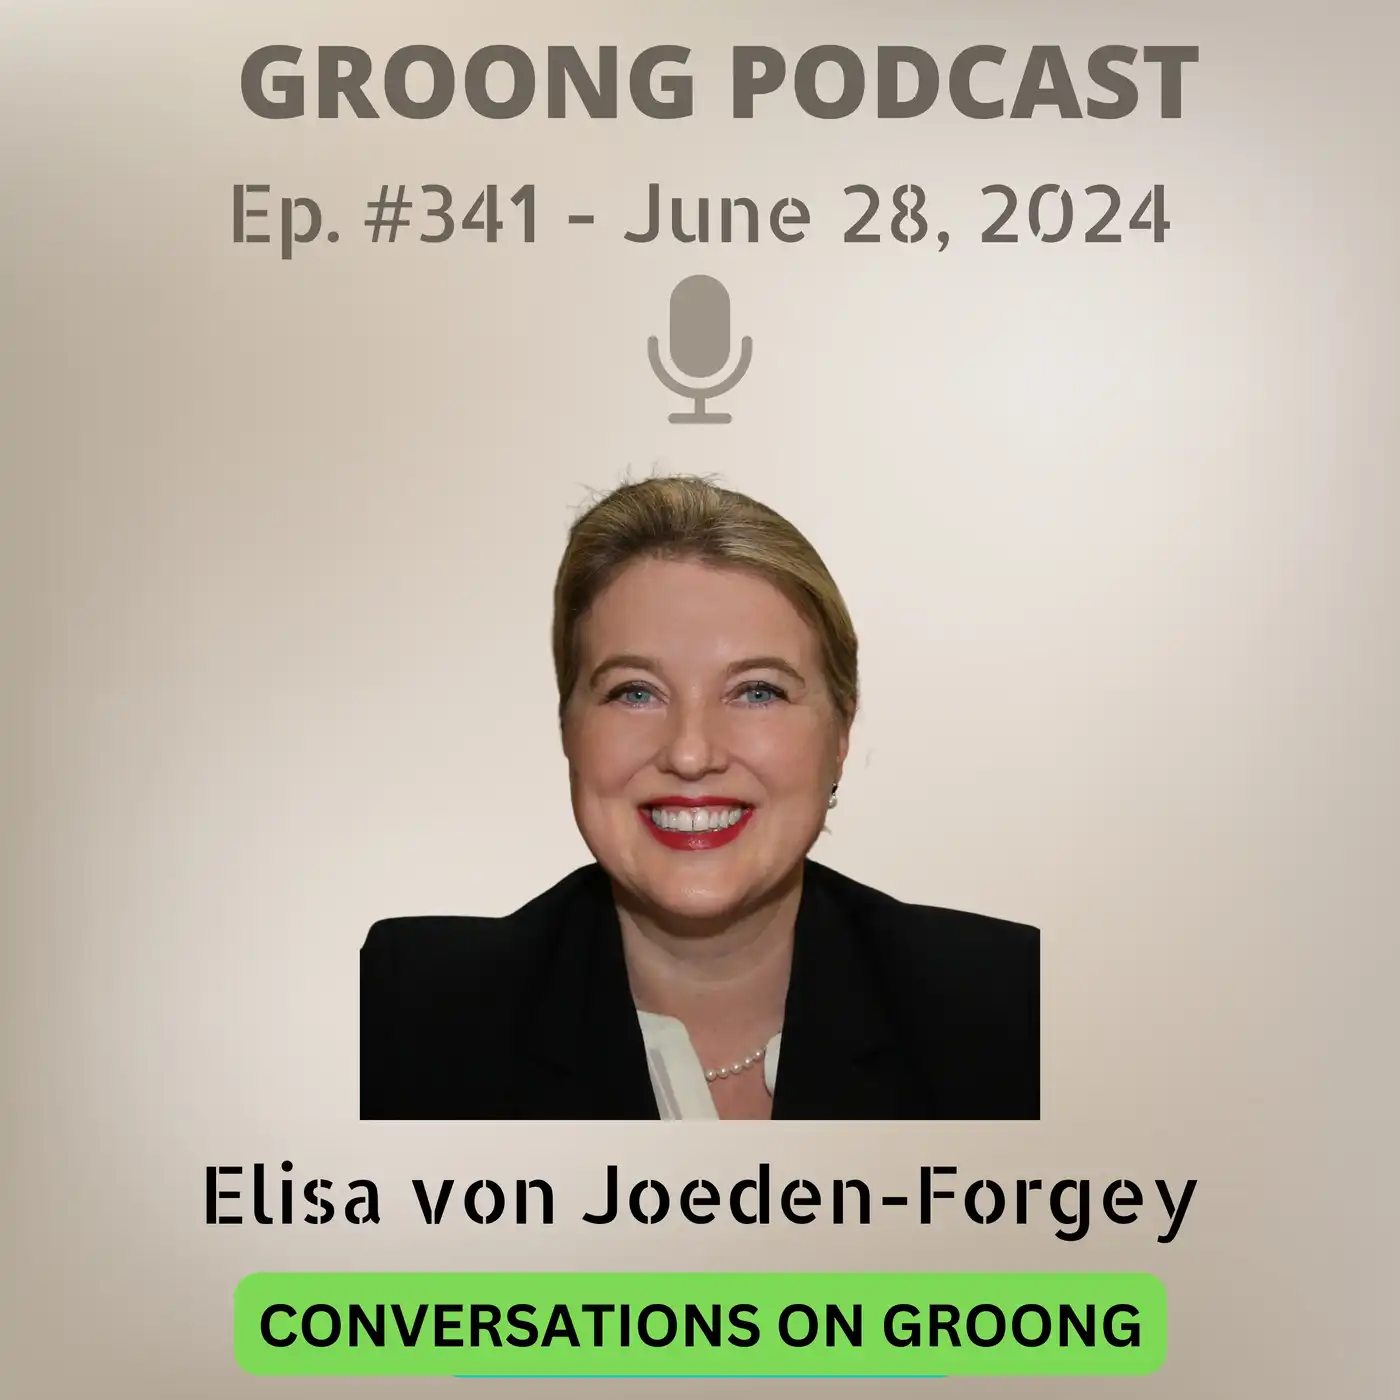 GROONG PODCAST
Ep. #341 - June 28, 2024
Elisa von Joeden-Forgey
CONVERSATIONS ON GROONG